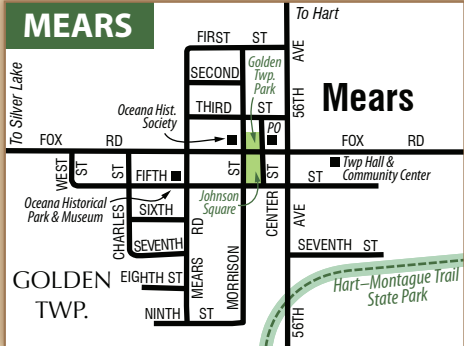 MEARS
To Hart
FIRST ST
AVE
Golden
Twp.
Park
SECOND
To Silver Lake
Oceana Hist.
Society
THIRD ST
56TH
Mears
PO
FOX RD
FOX RD
Twp Hall &
Community Center
WEST ST
ST
FIFTH
ST
ST
CENTER ST
Oceana Historical
Park & Museum
Johnson
Square
CHARLES
SIXTH
RD
AVE
SEVENTH
SEVENTH ST
MEARS
MORRISON
GOLDEN
TWP.
EIGHTH ST
Hart–Montague Trail
State Park
NINTH ST
56TH